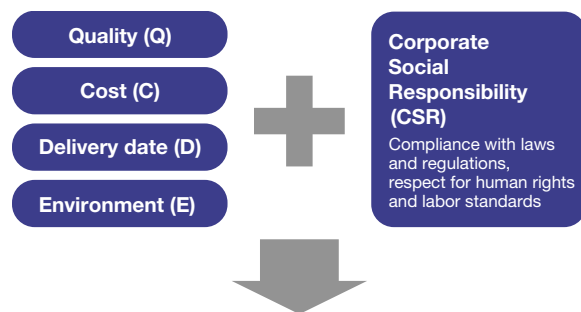 Quality (Q)
Cost (C)
Delivery date (D)
Environment (E)
Corporate
Social
Responsibility
(CSR)
Compliance with laws
and regulations,
respect for human rights
and labor standards